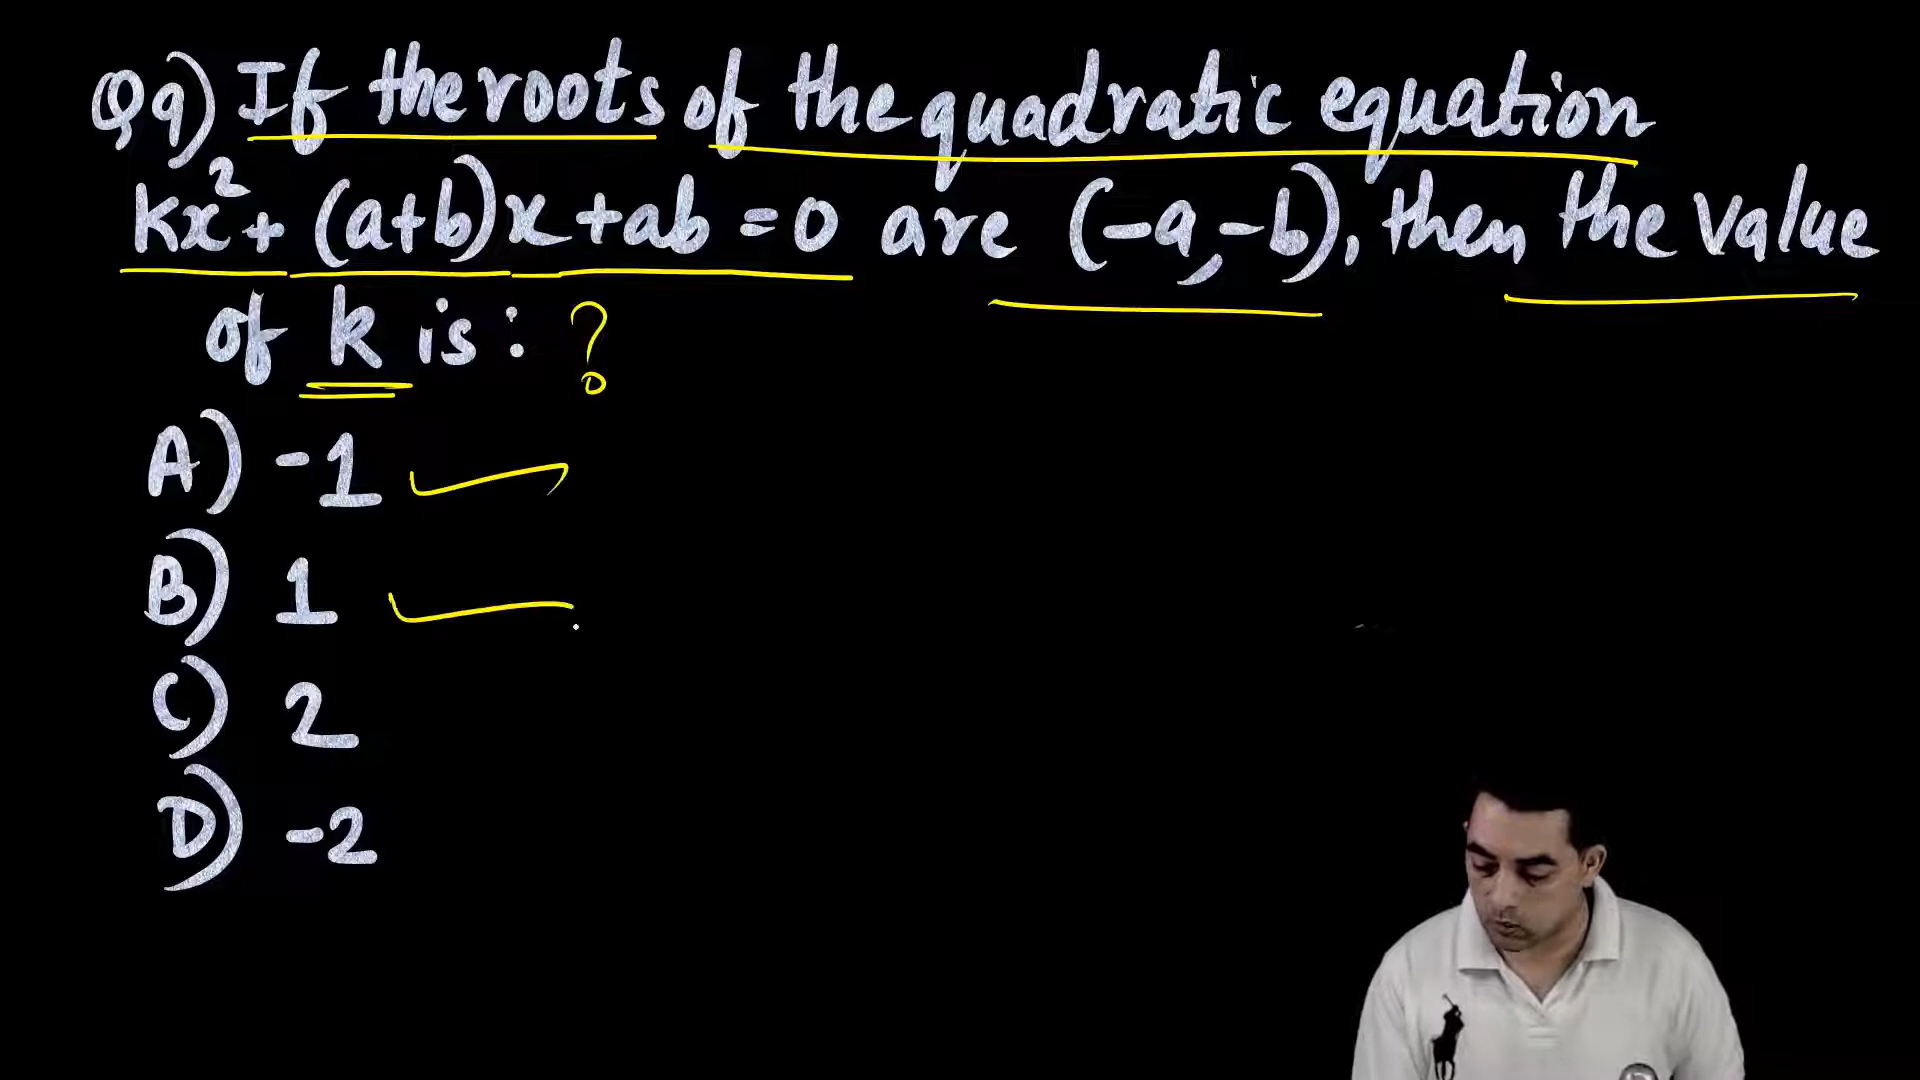 Q9) If the roots of the quadratic equation
kx² + (a+b)x + ab = 0 are (-a, -b), then the value
of k is : ?
A) -1
B) 1
C) 2
D) -2